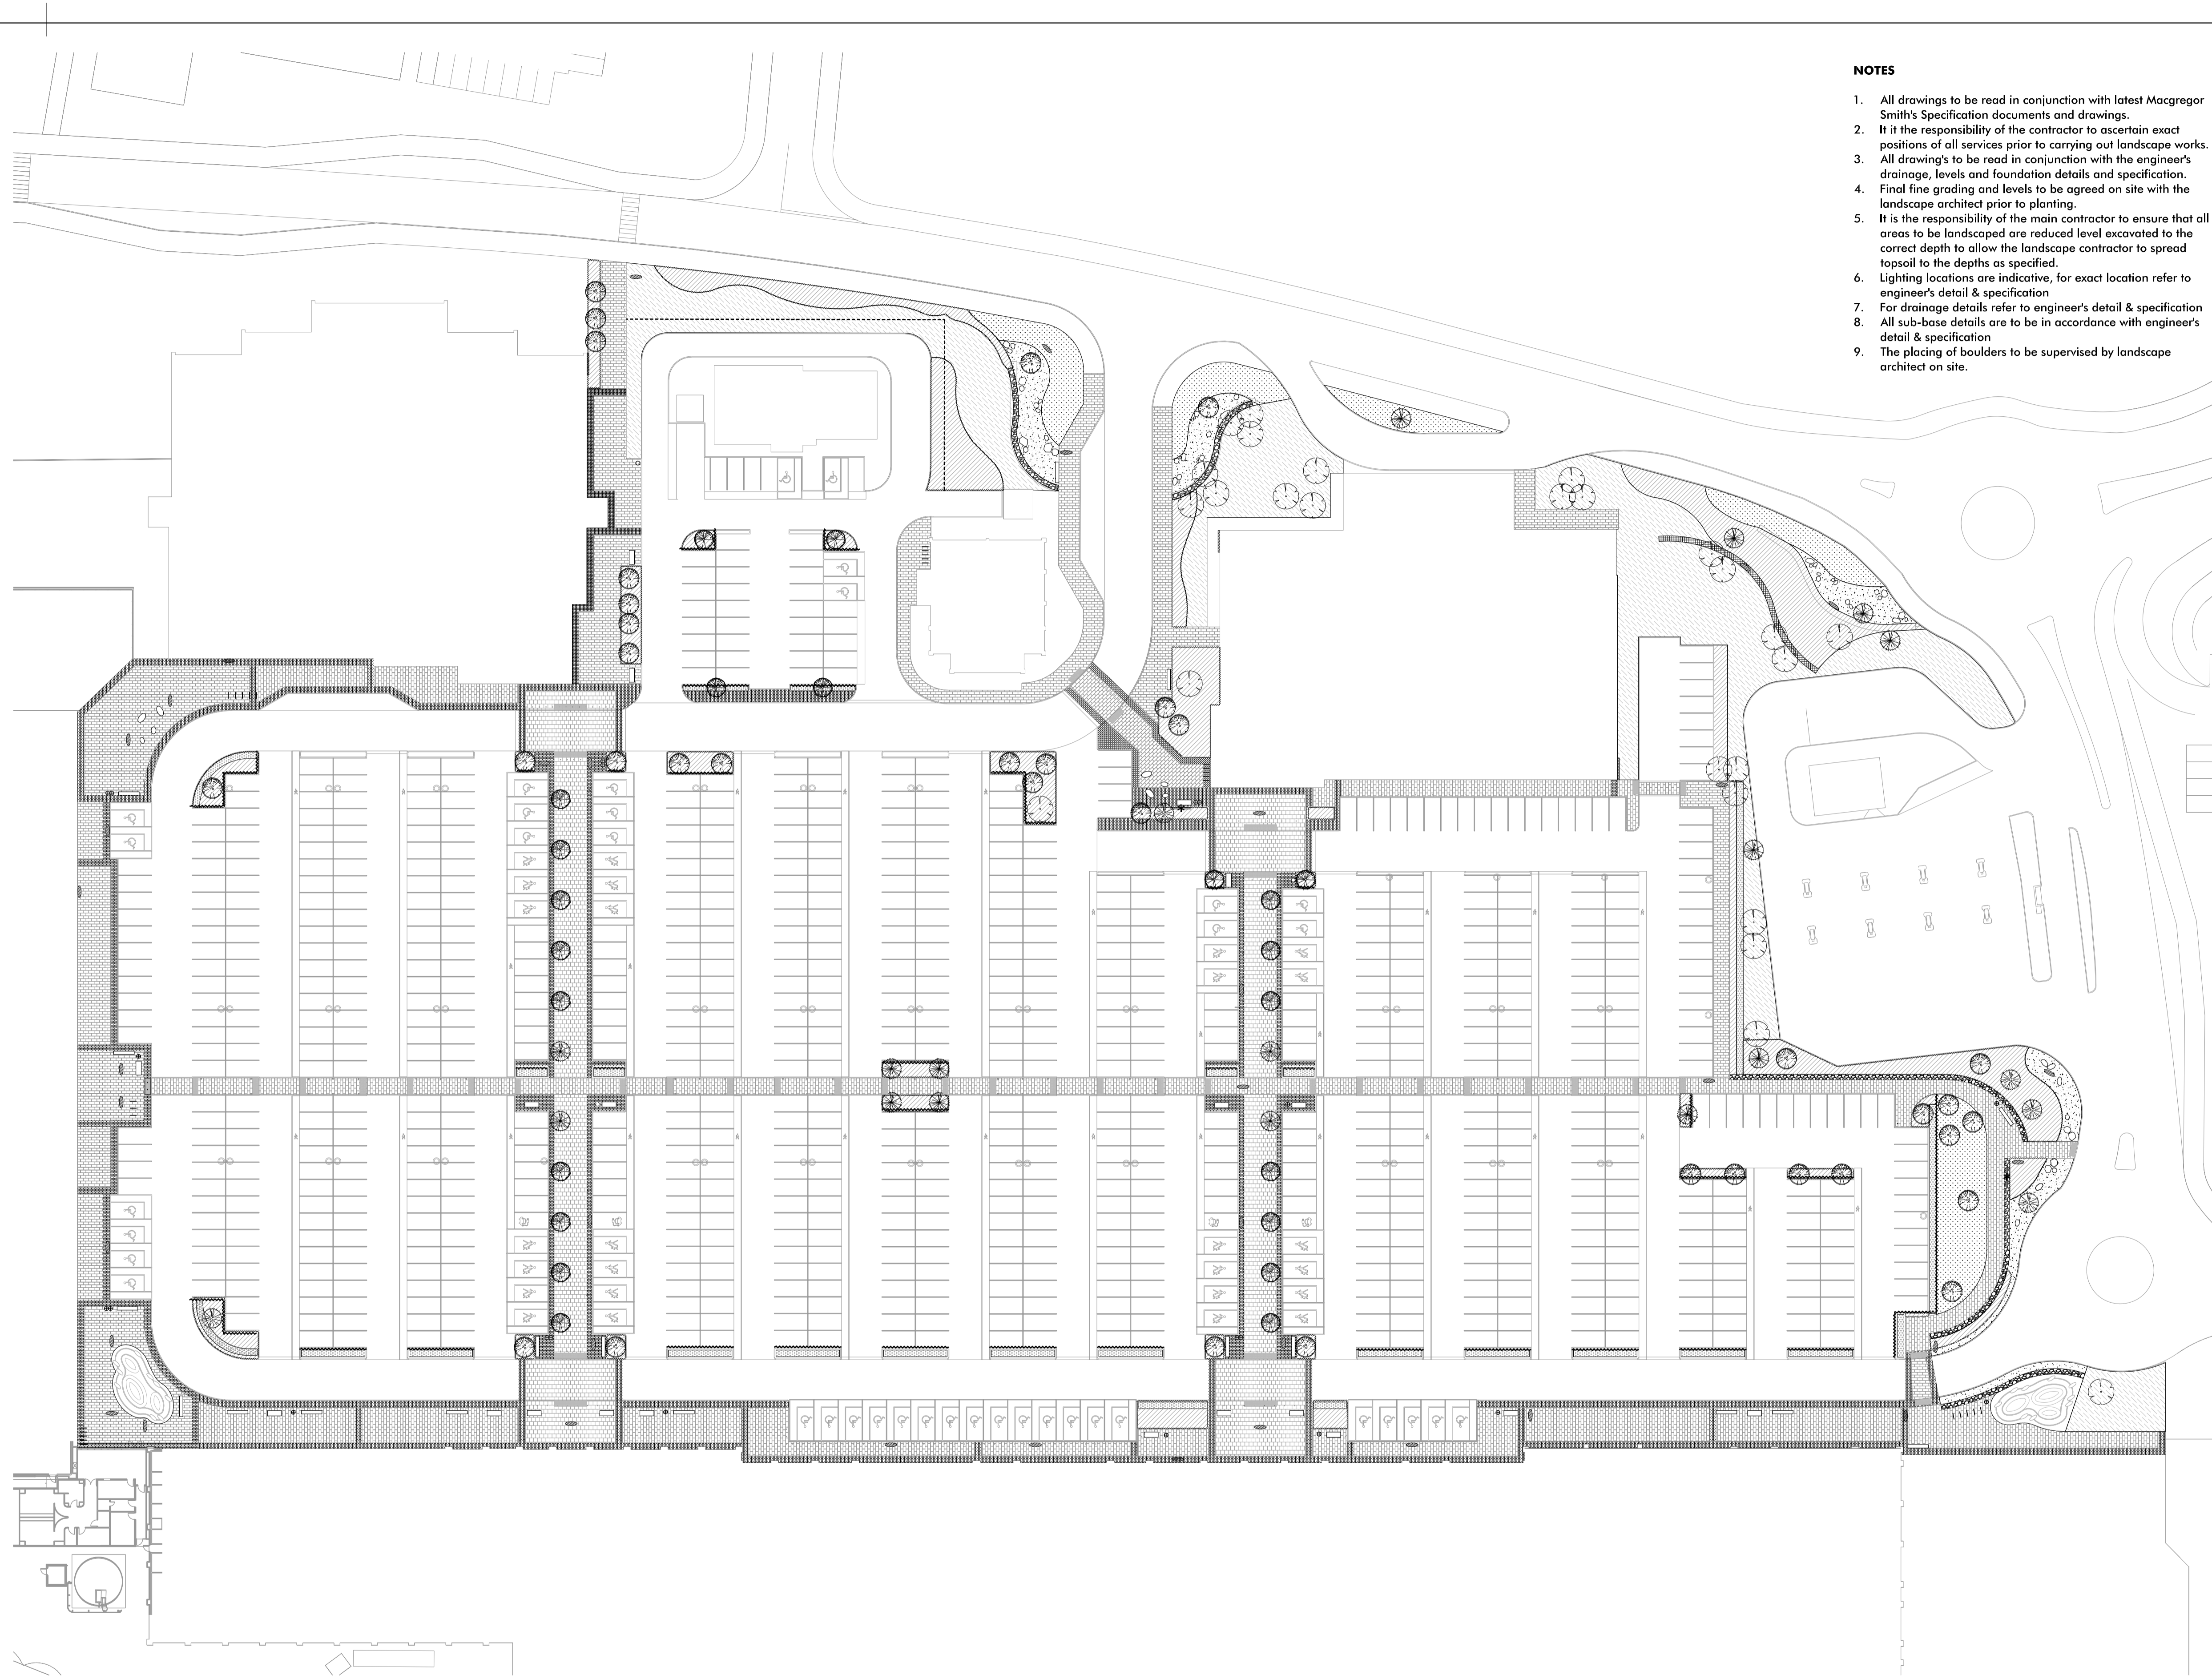 NOTES
1. All drawings to be read in conjunction with latest Macgregor
Smith's Specification documents and drawings.
2. It it the responsibility of the contractor to ascertain exact
positions of all services prior to carrying out landscape works.
3. All drawing's to be read in conjunction with the engineer's
drainage, levels and foundation details and specification.
4. Final fine grading and levels to be agreed on site with the
landscape architect prior to planting.
5. It is the responsibility of the main contractor to ensure that all
areas to be landscaped are reduced level excavated to the
correct depth to allow the landscape contractor to spread
topsoil to the depths as specified.
6. Lighting locations are indicative, for exact location refer to
engineer's detail & specification
7. For drainage details refer to engineer's detail & specification
8. All sub-base details are to be in accordance with engineer's
detail & specification
9. The placing of boulders to be supervised by landscape
architect on site.